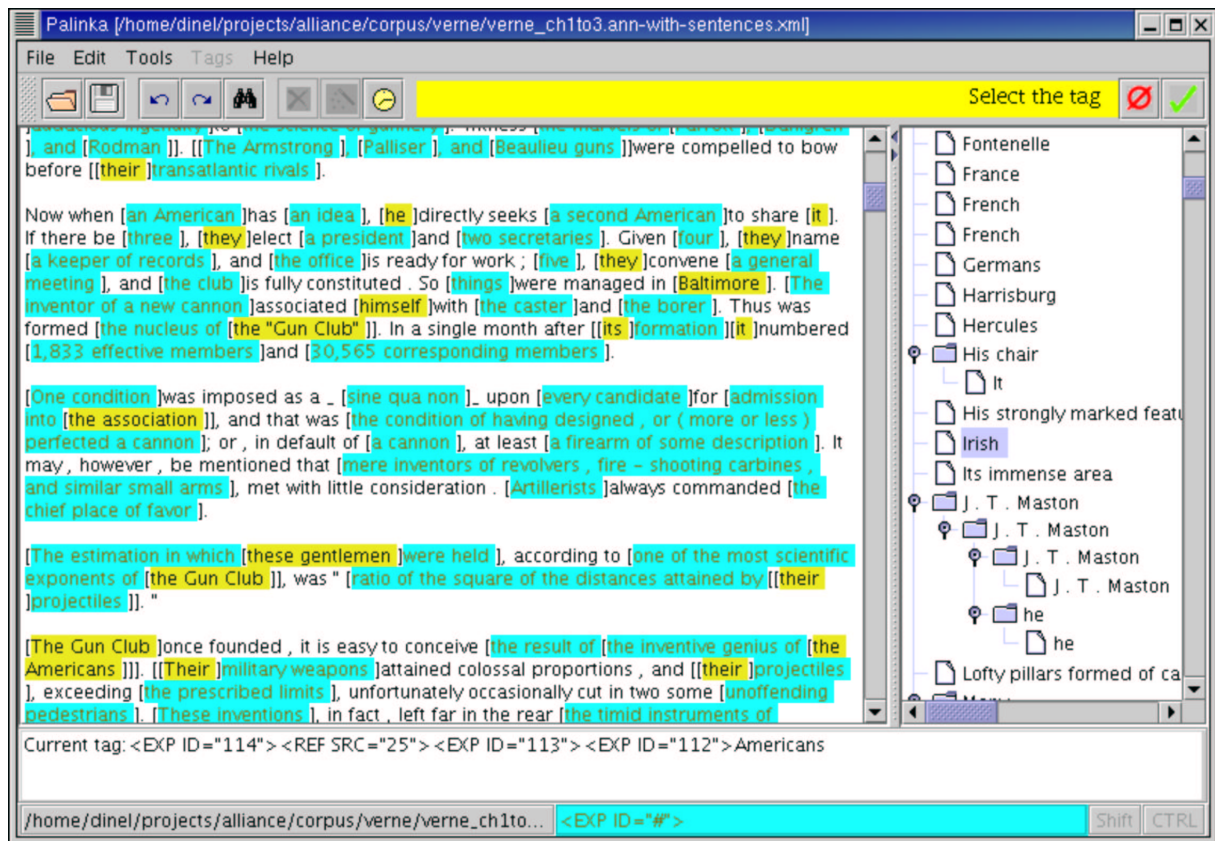 Palinka [/home/dinel/projects/alliance/corpus/verne/verne_ch1to3.ann-with-sentences.xml]
File Edit Tools Tags Help
Select the tag
], and [Rodman ]]. [[The Armstrong ], [Palliser ], and [Beaulieu guns ]]were compelled to bow
before [[their ]transatlantic rivals ].
Now when [an American ]has [an idea ], [he ]directly seeks [a second American ]to share [it ].
If there be [three ], [they ]elect [a president ]and [two secretaries ]. Given [four ], [they ]name
[a keeper of records ], and [the office ]is ready for work ; [five ], [they ]convene [a general
meeting ], and [the club ]is fully constituted . So [things ]were managed in [Baltimore ]. [The
inventor of a new cannon ]associated [himself ]with [the caster ]and [the borer ]. Thus was
formed [the nucleus of [the "Gun Club" ]]. In a single month after [[its ]formation ][it ]numbered
[1,833 effective members ]and [30,565 corresponding members ].
[One condition ]was imposed as a _ [sine qua non ]_ upon [every candidate ]for [admission
into [the association ]], and that was [the condition of having designed , or ( more or less )
perfected a cannon ]; or , in default of [a cannon ], at least [a firearm of some description ]. It
may , however , be mentioned that [mere inventors of revolvers , fire – shooting carbines ,
and similar small arms ], met with little consideration . [Artillerists ]always commanded [the
chief place of favor ].
[The estimation in which [these gentlemen ]were held ], according to [one of the most scientific
exponents of [the Gun Club ]], was " [ratio of the square of the distances attained by [[their
]projectiles ]]. "
[The Gun Club ]once founded , it is easy to conceive [the result of [the inventive genius of [the
Americans ]]]. [[Their ]military weapons ]attained colossal proportions , and [[their ]projectiles
], exceeding [the prescribed limits ], unfortunately occasionally cut in two some [unoffending
pedestrians ]. [These inventions ], in fact , left far in the rear [the timid instruments of
Fontenelle
France
French
French
Germans
Harrisburg
Hercules
His chair
It
His strongly marked featu
Irish
Its immense area
J . T . Maston
J . T . Maston
J . T . Maston
J . T . Maston
he
he
Lofty pillars formed of ca
Current tag: <EXP ID="114"><REF SRC="25"><EXP ID="113"><EXP ID="112">Americans
/home/dinel/projects/alliance/corpus/verne/verne_ch1to... <EXP ID="#"> Shift CTRL